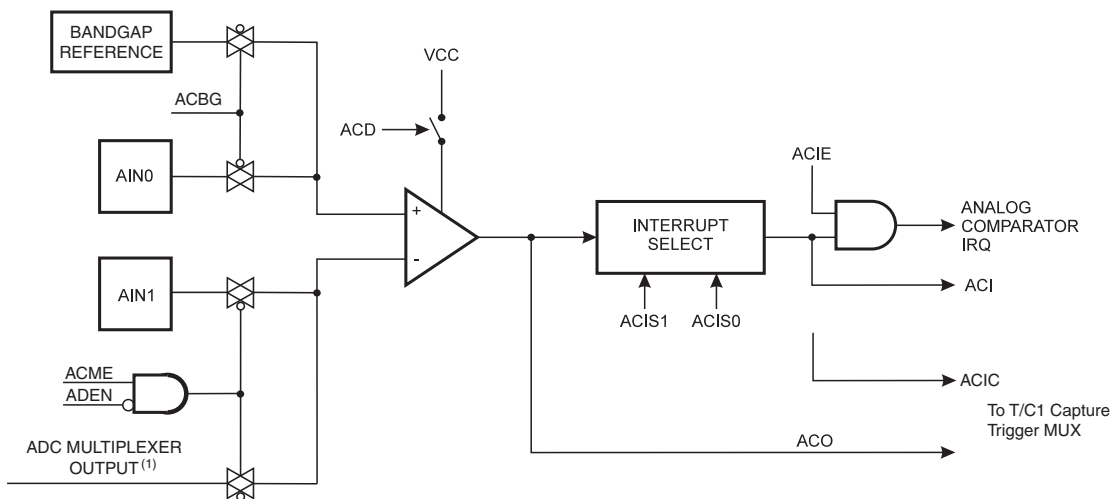 BANDGAP
REFERENCE
VCC
ACBG
ACD
AIN0
ACIE
+
INTERRUPT
SELECT
ANALOG
COMPARATOR
IRQ
-
AIN1
ACI
ACIS1
ACIS0
ACME
ADEN
ACIC
To T/C1 Capture
Trigger MUX
ACO
ADC MULTIPLEXER
OUTPUT (1)